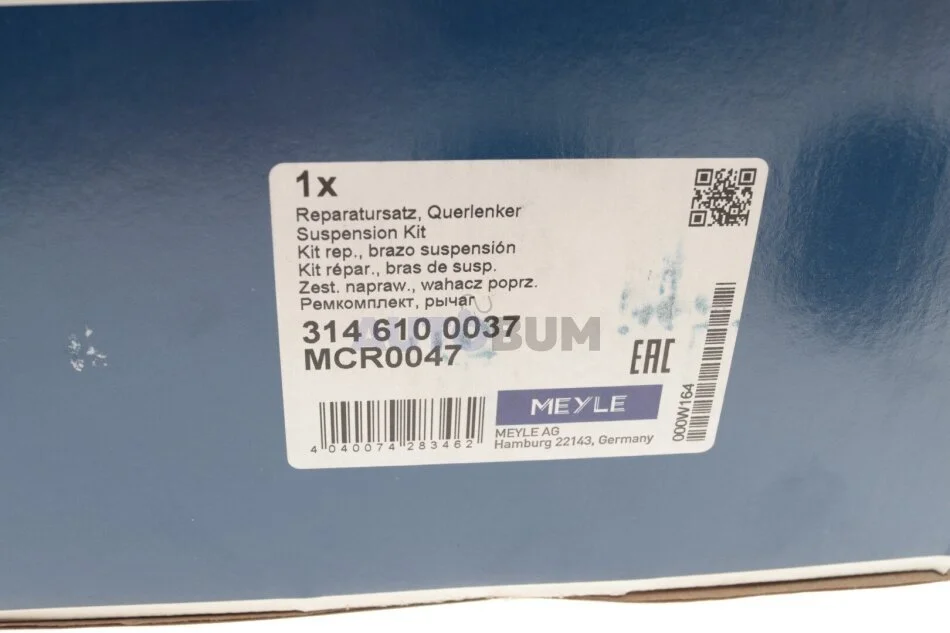 1x
Reparatursatz, Querlenker
Suspension Kit
Kit rep., brazo suspensión
Kit répar., bras de susp.
Zest. napraw., wahacz poprz.
Ремкомплект, рычаг
314 610 0037
AUTOBUM
MCR0047
EAC
MEYLE
MEYLE AG
Hamburg 22143, Germany
4 040074 283462
000W164